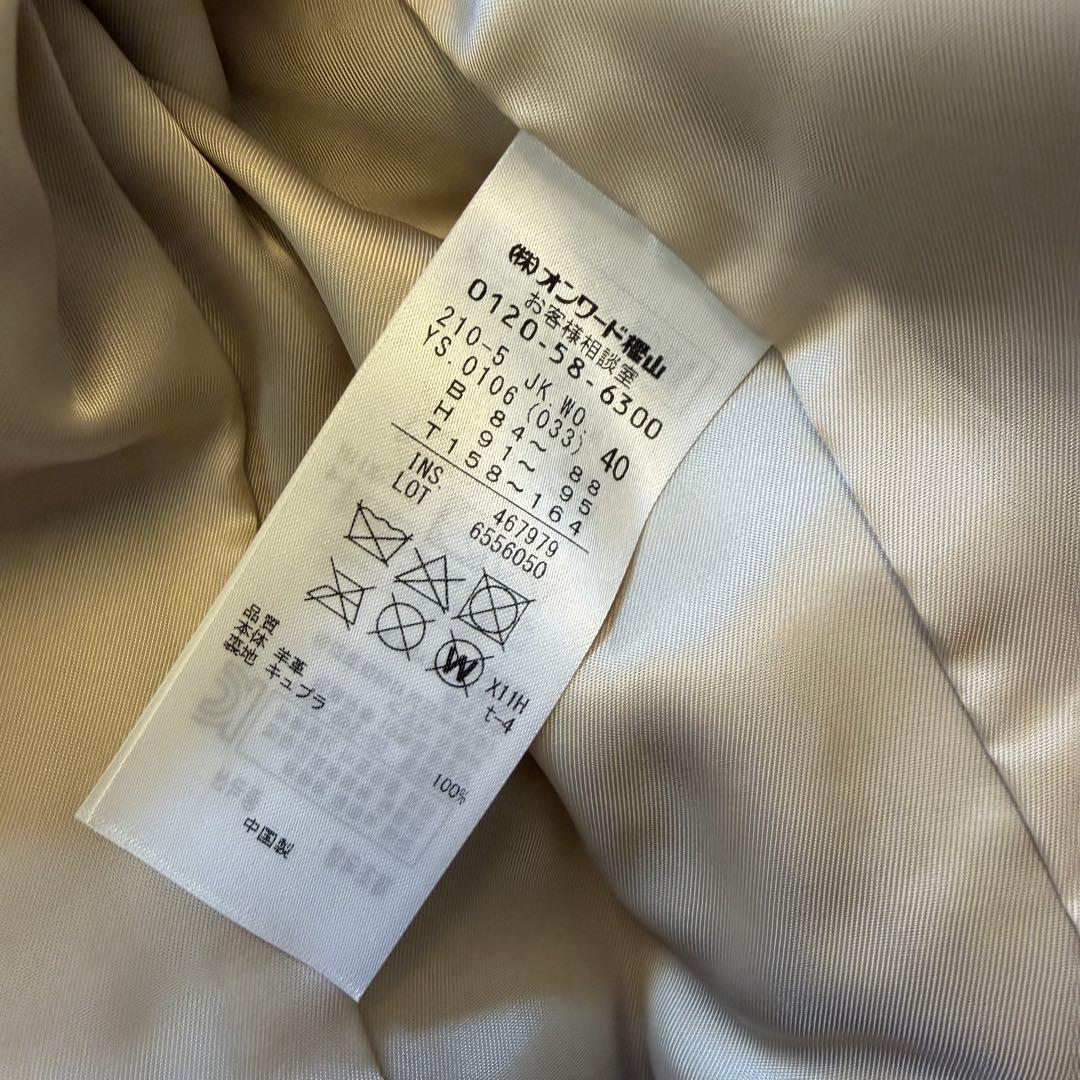 (株)オンワード樫山
お客様相談室
0120-58-6300
210-5 JK.WO.
YS.0106(033) 40
B 84~ 88
H 91~ 95
T158~164
INS. 467979
LOT 6556050
W X11H
t-4
品質
本体 羊革
裏地 キュプラ
100%
中国製